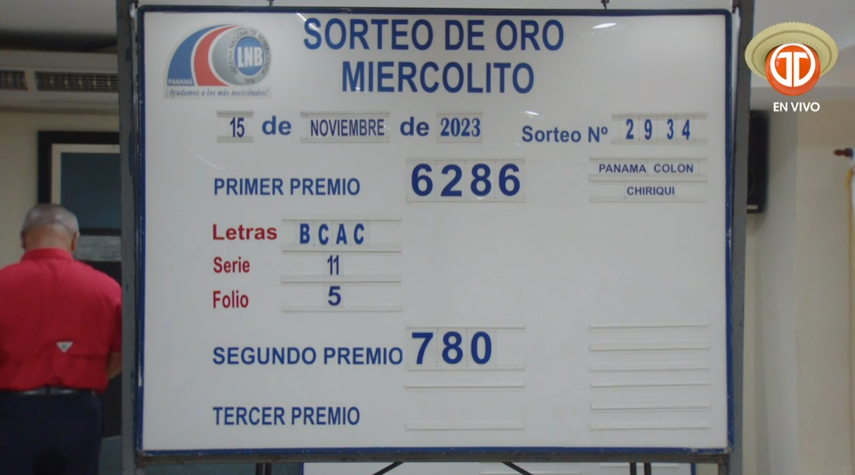 SORTEO DE ORO
MIERCOLITO
LNB
PANAMA
¡Ayudamos a los más necesitados!
EN VIVO
15 de NOVIEMBRE de 2023
Sorteo Nº 2934
PRIMER PREMIO 6286
PANAMA COLON
CHIRIQUI
Letras BCAC
Serie 11
Folio 5
SEGUNDO PREMIO 780
TERCER PREMIO